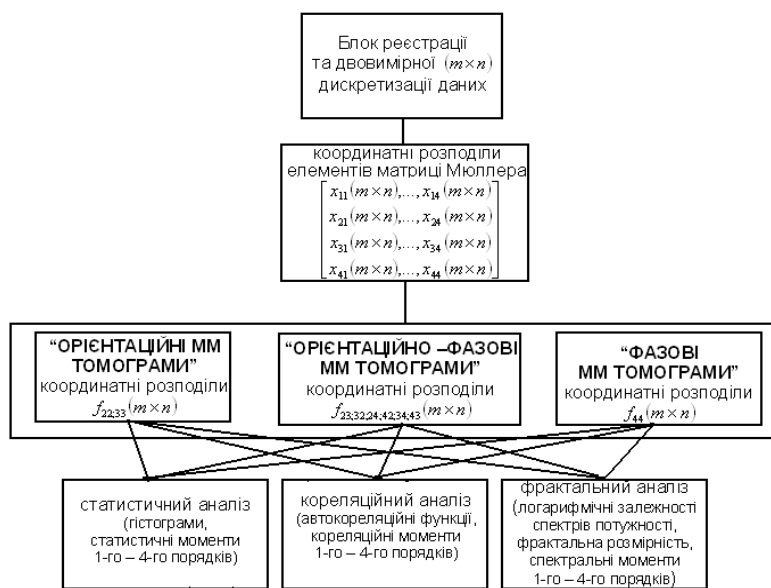 Блок реєстрації
та двовимірної (m×n)
дискретизації даних
координатні розподіли
елементів матриці Мюллера
x₁₁(m×n),...,x₁₄(m×n)
x₂₁(m×n),...,x₂₄(m×n)
x₃₁(m×n),...,x₃₄(m×n)
x₄₁(m×n),...,x₄₄(m×n)
“ОРІЄНТАЦІЙНІ ММ
ТОМОГРАМИ”
координатні розподіли
f₂₂;₃₃(m×n)
“ОРІЄНТАЦІЙНО –ФАЗОВІ
ММ ТОМОГРАМИ”
координатні розподіли
f₂₃;₃₂;₂₄;₄₂;₃₄;₄₃(m×n)
“ФАЗОВІ
ММ ТОМОГРАМИ”
координатні розподіли
f₄₄(m×n)
статистичний аналіз
(гістограми,
статистичні моменти
1-го – 4-го порядків)
кореляційний аналіз
(автокореляційні функції,
кореляційні моменти
1-го – 4-го порядків)
фрактальний аналіз
(логарифмічні залежності
спектрів потужності,
фрактальна розмірність,
спектральні моменти
1-го – 4-го порядків)